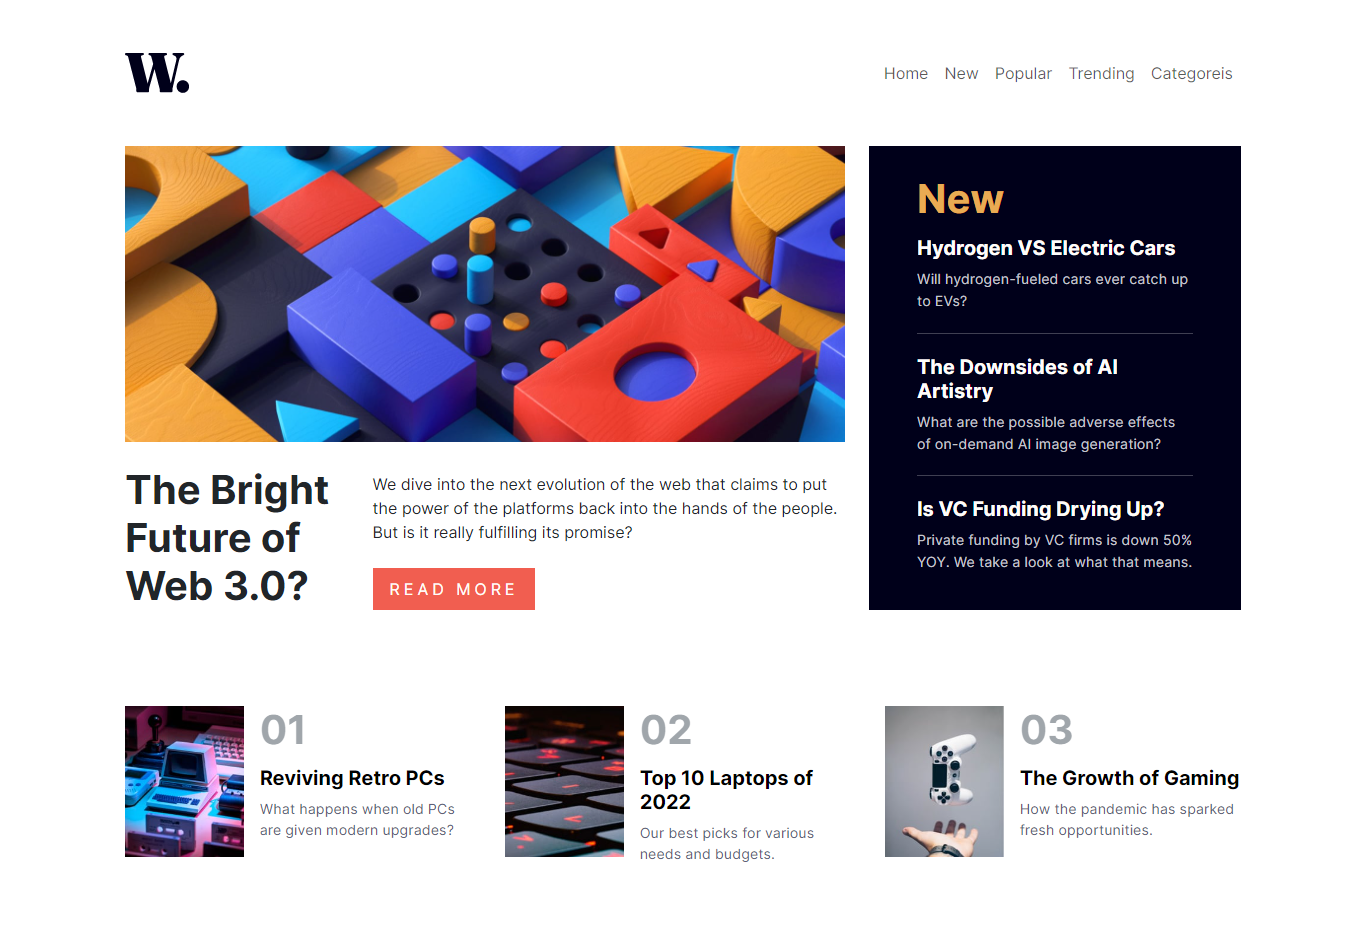 W.
Home New Popular Trending Categoreis
New
Hydrogen VS Electric Cars
Will hydrogen-fueled cars ever catch up
to EVs?
The Downsides of AI
Artistry
What are the possible adverse effects
of on-demand AI image generation?
Is VC Funding Drying Up?
Private funding by VC firms is down 50%
YOY. We take a look at what that means.
The Bright
Future of
Web 3.0?
We dive into the next evolution of the web that claims to put
the power of the platforms back into the hands of the people.
But is it really fulfilling its promise?
READ MORE
01
Reviving Retro PCs
What happens when old PCs
are given modern upgrades?
02
Top 10 Laptops of
2022
Our best picks for various
needs and budgets.
03
The Growth of Gaming
How the pandemic has sparked
fresh opportunities.